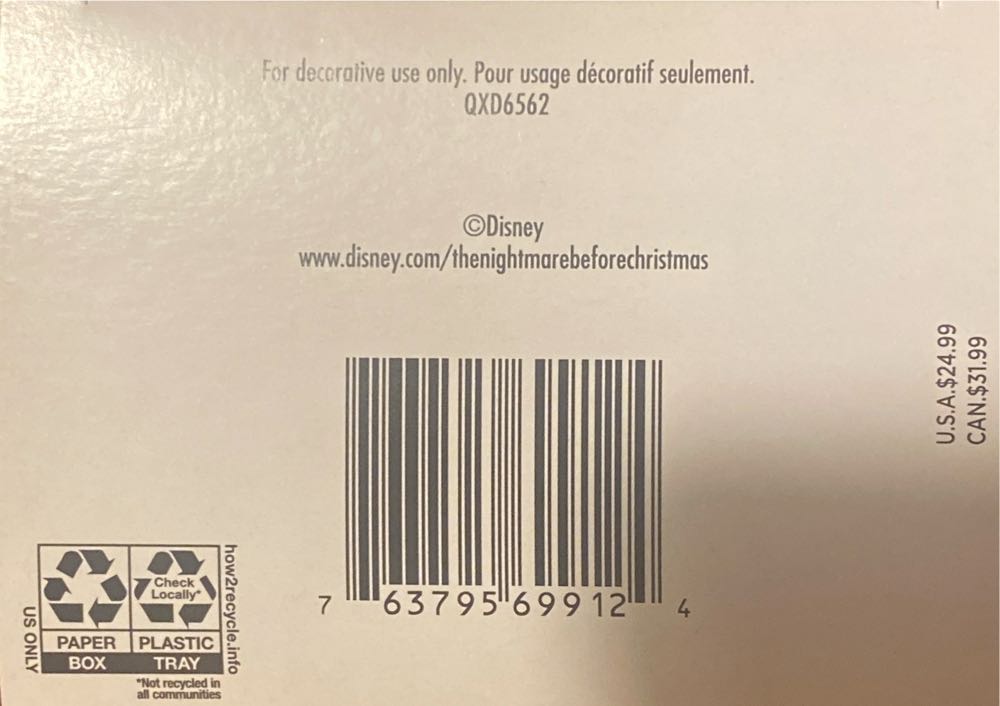 For decorative use only. Pour usage décoratif seulement.
QXD6562
©Disney
www.disney.com/thenightmarebeforechristmas
U.S.A.$24.99
CAN.$31.99
7 63795 69912 4
how2recycle.info
US ONLY
Check
Locally*
PAPER PLASTIC
BOX TRAY
*Not recycled in
all communities